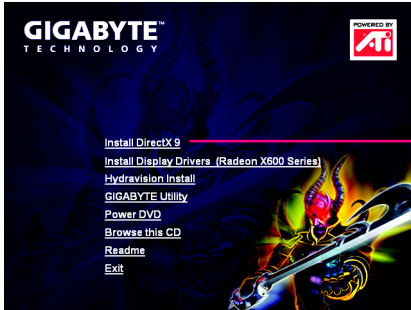 GIGABYTE™
TECHNOLOGY
POWERED BY
ATi
Install DirectX 9
Install Display Drivers (Radeon X600 Series)
Hydravision Install
GIGABYTE Utility
Power DVD
Browse this CD
Readme
Exit